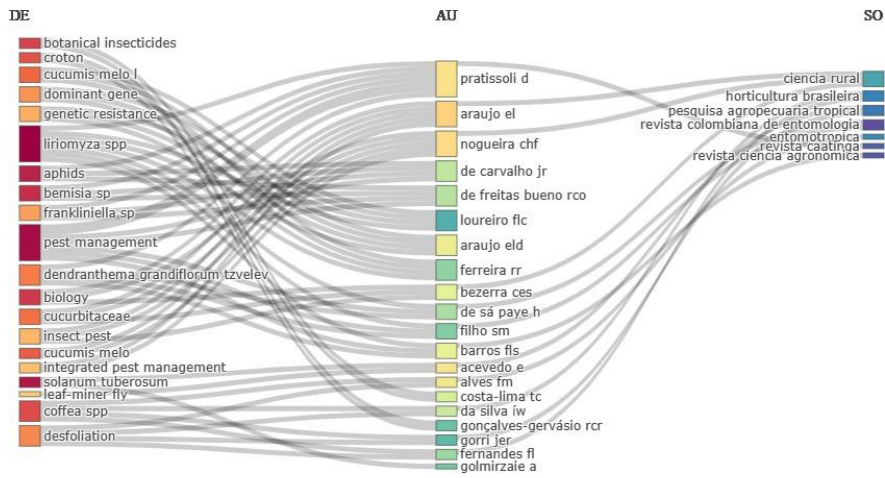 DE
AU
SO
botanical insecticides
croton
cucumis melo l
dominant gene
genetic resistance
liriomyza spp
aphids
bemisia sp
frankliniella sp
pest management
dendranthema grandiflorum tzvelev
biology
cucurbitaceae
insect pest
cucumis melo
integrated pest management
solanum tuberosum
leaf-miner fly
coffea spp
desfoliation
pratissoli d
araujo el
nogueira chf
de carvalho jr
de freitas bueno rco
loureiro flc
araujo eld
ferreira rr
bezerra ces
de sá paye h
filho sm
barros fls
acevedo e
alves fm
costa-lima tc
da silva íw
gonçalves-gervásio rcr
gorri jer
fernandes fl
golmirzaie a
ciencia rural
horticultura brasileira
pesquisa agropecuaria tropical
revista colombiana de entomologia
entomotropica
revista caatinga
revista ciencia agronomica